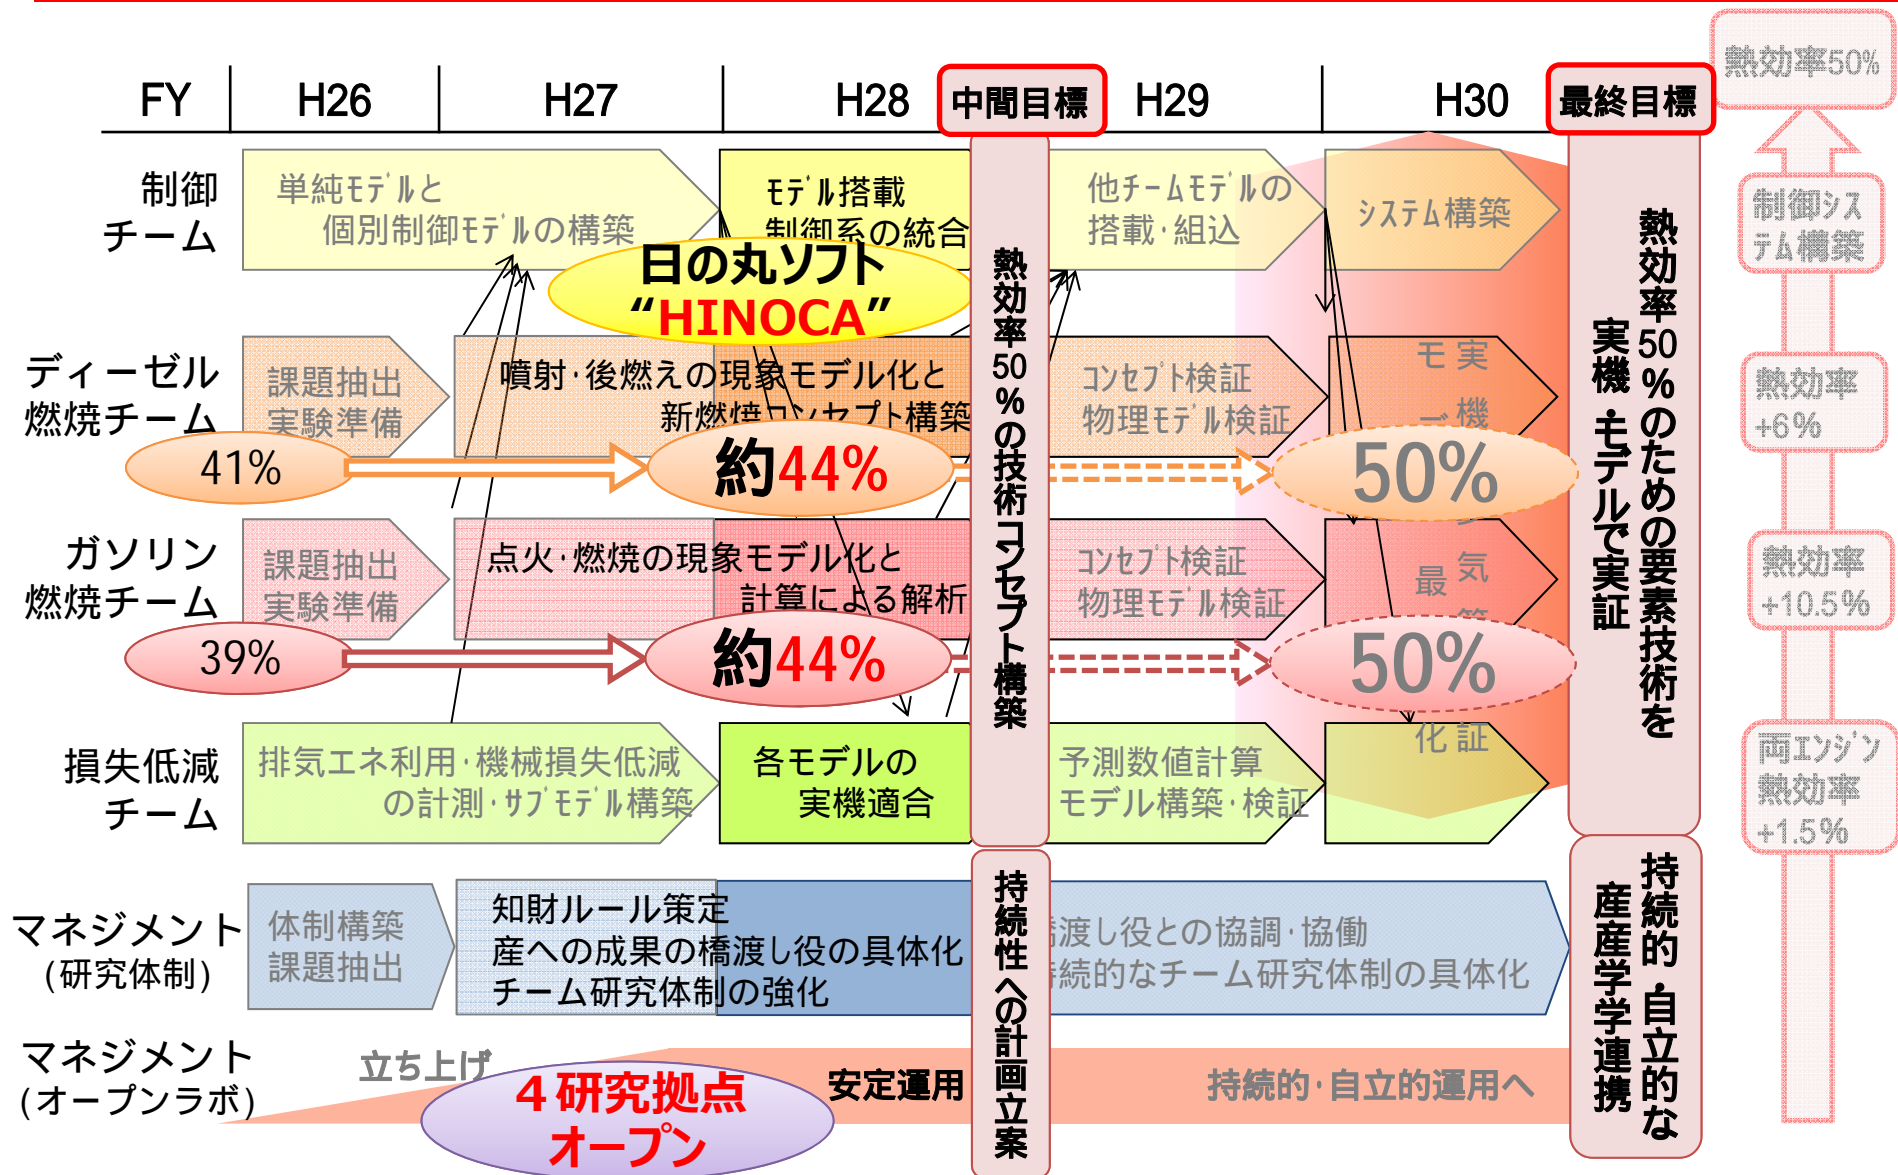 FY
H26
H27
H28
中間目標
H29
H30
最終目標
熱効率50%
制御
チーム
単純ﾓﾃﾞﾙと
個別制御ﾓﾃﾞﾙの構築
ﾓﾃﾞﾙ搭載
制御系の統合
他ﾁｰﾑﾓﾃﾞﾙの
搭載･組込
ｼｽﾃﾑ構築
制御ｼｽ
ﾃﾑ構築
日の丸ソフト
“HINOCA”
ディーゼル
燃焼チーム
課題抽出
実験準備
噴射･後燃えの現象モデル化と
新燃焼コンセプト構築
ｺﾝｾﾌﾟﾄ検証
物理ﾓﾃﾞﾙ検証
熱効率
+6%
41%
約44%
50%
ガソリン
燃焼チーム
課題抽出
実験準備
点火･燃焼の現象モデル化と
計算による解析
ｺﾝｾﾌﾟﾄ検証
物理ﾓﾃﾞﾙ検証
実機
気
最
化
証
モ
熱効率
+10.5%
39%
約44%
50%
損失低減
チーム
排気エネ利用･機械損失低減
の計測･ｻﾌﾞﾓﾃﾞﾙ構築
各モデルの
実機適合
予測数値計算
モデル構築･検証
両ｴﾝｼﾞﾝ
熱効率
+1.5%
熱効率50%の技術コンセプト構築
熱効率50%のための要素技術を
実機･モデルで実証
マネジメント
(研究体制)
体制構築
課題抽出
知財ルール策定
産への成果の橋渡し役の具体化
チーム研究体制の強化
橋渡し役との協調･協働
持続的なチーム研究体制の具体化
マネジメント
(オープンラボ)
立ち上げ
４研究拠点
オープン
安定運用
持続的･自立的運用へ
持続性への計画立案
持続的･自立的な
産産学学連携